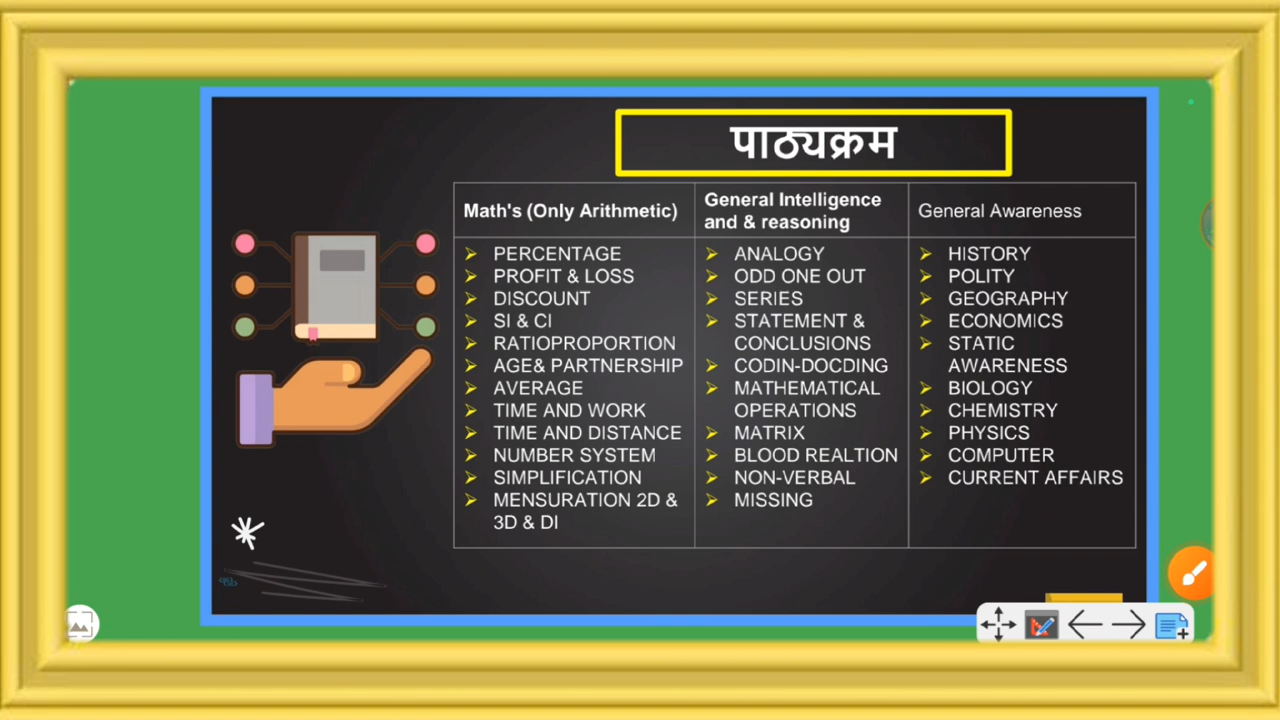 पाठ्यक्रम
Math's (Only Arithmetic)
PERCENTAGE
PROFIT & LOSS
DISCOUNT
SI & CI
RATIOPROPORTION
AGE& PARTNERSHIP
AVERAGE
TIME AND WORK
TIME AND DISTANCE
NUMBER SYSTEM
SIMPLIFICATION
MENSURATION 2D &
3D & DI
General Intelligence
and & reasoning
ANALOGY
ODD ONE OUT
SERIES
STATEMENT &
CONCLUSIONS
CODIN-DOCDING
MATHEMATICAL
OPERATIONS
MATRIX
BLOOD REALTION
NON-VERBAL
MISSING
General Awareness
HISTORY
POLITY
GEOGRAPHY
ECONOMICS
STATIC
AWARENESS
BIOLOGY
CHEMISTRY
PHYSICS
COMPUTER
CURRENT AFFAIRS